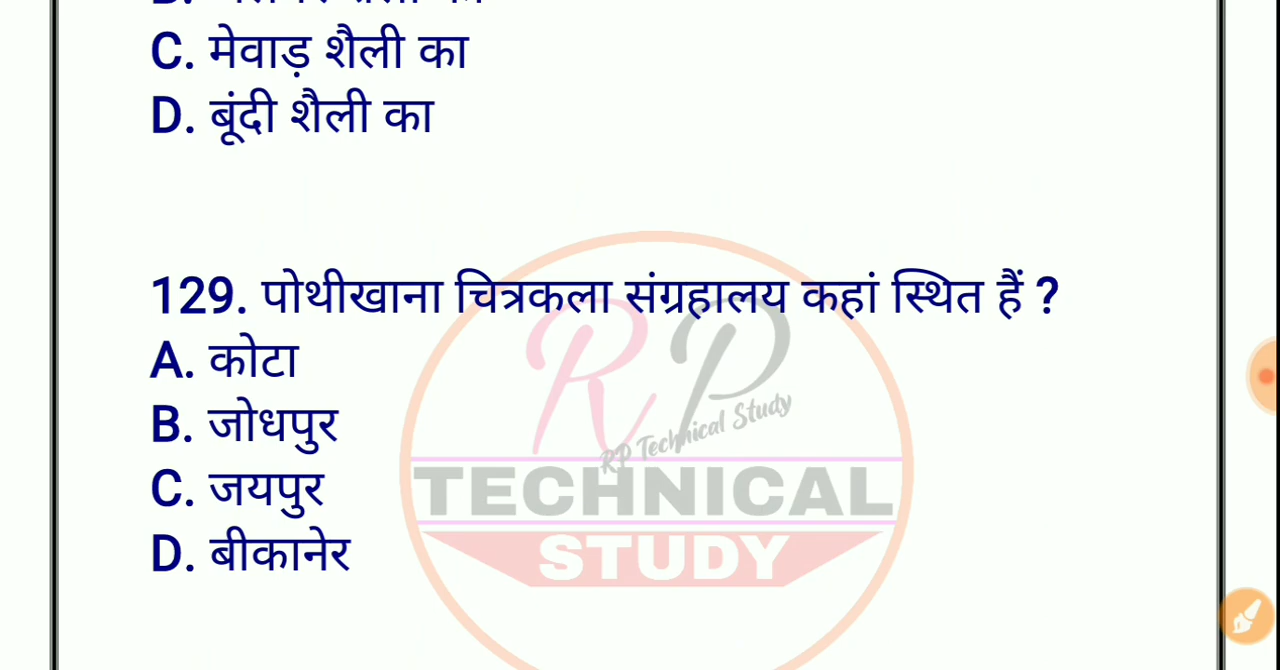 C. मेवाड़ शैली का
D. बूंदी शैली का
129. पोथीखाना चित्रकला संग्रहालय कहां स्थित हैं ?
A. कोटा
B. जोधपुर
C. जयपुर
D. बीकानेर
RP
RP Technical Study
TECHNICAL
STUDY